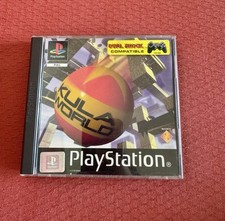 DUAL SHOCK
COMPATIBLE
KULA
WORLD
PlayStation®